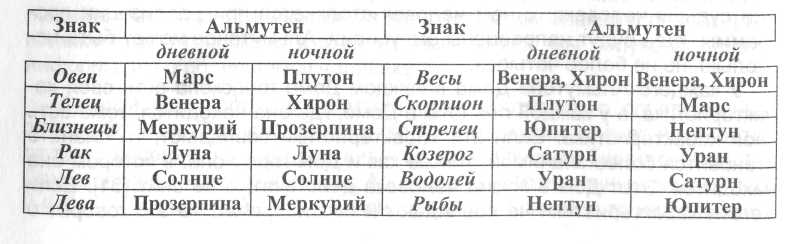 Знак Альмутен Знак Альмутен
дневной ночной дневной ночной
Овен Марс Плутон Весы Венера, Хирон Венера, Хирон
Телец Венера Хирон Скорпион Плутон Марс
Близнецы Меркурий Прозерпина Стрелец Юпитер Нептун
Рак Луна Луна Козерог Сатурн Уран
Лев Солнце Солнце Водолей Уран Сатурн
Дева Прозерпина Меркурий Рыбы Нептун Юпитер